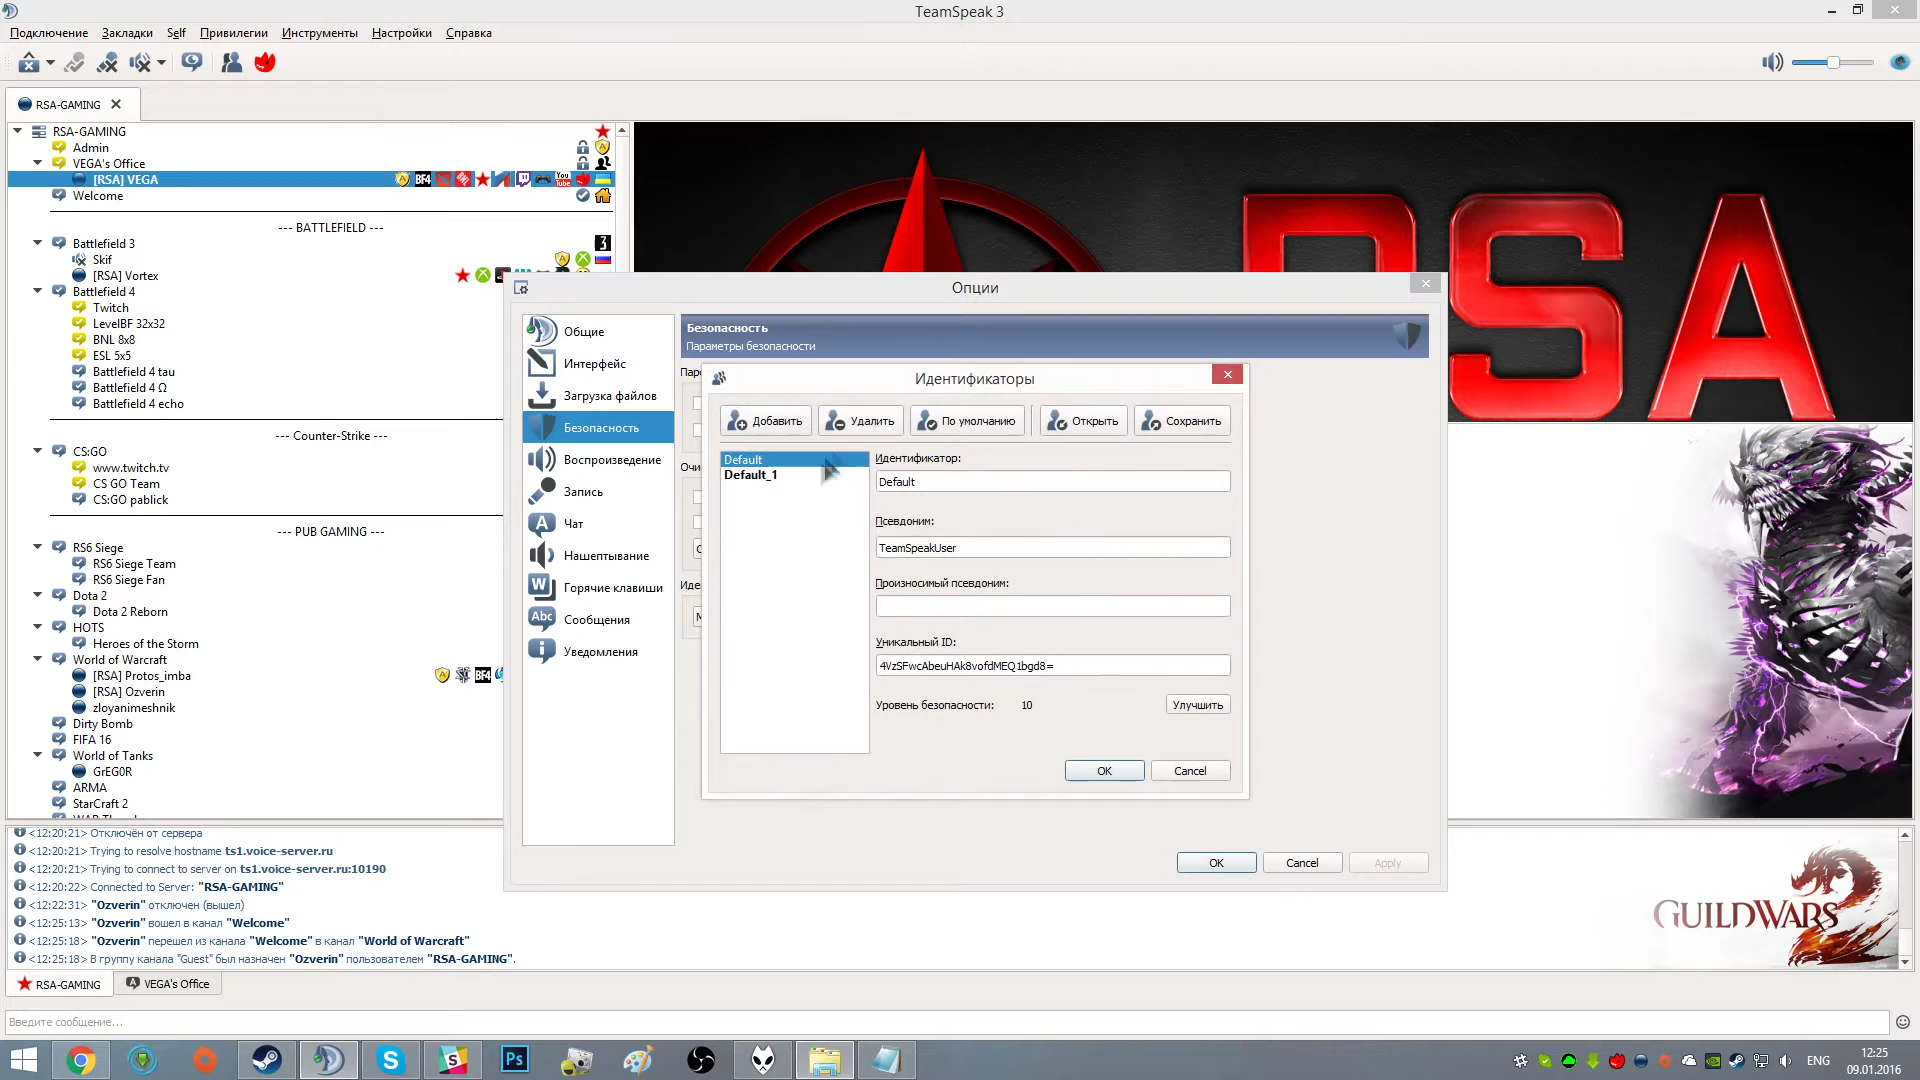 TeamSpeak 3
Подключение Закладки Self Привилегии Инструменты Настройки Справка
RSA-GAMING
RSA-GAMING
Admin
VEGA's Office
[RSA] VEGA
BF4
You Tube
Welcome
--- BATTLEFIELD ---
Battlefield 3
3
Skif
[RSA] Vortex
Battlefield 4
Twitch
LevelBF 32x32
BNL 8x8
ESL 5x5
Battlefield 4 tau
Battlefield 4 Ω
Battlefield 4 echo
--- Counter-Strike ---
CS:GO
www.twitch.tv
CS GO Team
CS:GO pablick
--- PUB GAMING ---
RS6 Siege
RS6 Siege Team
RS6 Siege Fan
Dota 2
Dota 2 Reborn
HOTS
Heroes of the Storm
World of Warcraft
[RSA] Protos_imba
BF4
[RSA] Ozverin
zloyanimeshnik
Dirty Bomb
FIFA 16
World of Tanks
GrEG0R
ARMA
StarCraft 2
RSA
Опции
Общие
Интерфейс
Загрузка файлов
Безопасность
Воспроизведение
Запись
Чат
Нашептывание
Горячие клавиши
Сообщения
Уведомления
Безопасность
Параметры безопасности
Идентификаторы
Добавить Удалить По умолчанию Открыть Сохранить
Default
Default_1
Идентификатор:
Default
Псевдоним:
TeamSpeakUser
Произносимый псевдоним:
Уникальный ID:
4VzSFwcAbeuHAk8vofdMEQ1bgd8=
Уровень безопасности: 10 Улучшить
OK Cancel
OK Cancel Apply
<12:20:21> Отключён от сервера
<12:20:21> Trying to resolve hostname ts1.voice-server.ru
<12:20:21> Trying to connect to server on ts1.voice-server.ru:10190
<12:20:22> Connected to Server: "RSA-GAMING"
<12:22:31> "Ozverin" отключен (вышел)
<12:25:13> "Ozverin" вошел в канал "Welcome"
<12:25:18> "Ozverin" перешел из канала "Welcome" в канал "World of Warcraft"
<12:25:18> В группу канала "Guest" был назначен "Ozverin" пользователем "RSA-GAMING".
GUILDWARS 2
RSA-GAMING VEGA's Office
Введите сообщение...
Ps
ENG
12:25
09.01.2016